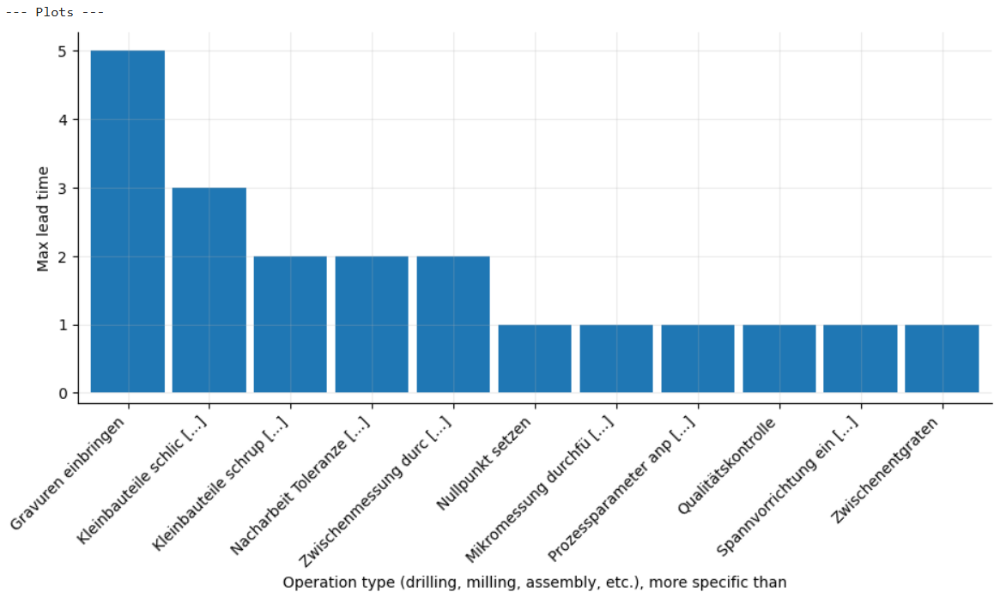 --- Plots ---
5
4
3
2
1
0
Max lead time
Gravuren einbringen
Kleinbauteile schlic [...]
Kleinbauteile schrup [...]
Nacharbeit Toleranze [...]
Zwischenmessung durc [...]
Nullpunkt setzen
Mikromessung durchfü [...]
Prozessparameter anp [...]
Qualitätskontrolle
Spannvorrichtung ein [...]
Zwischenentgraten
Operation type (drilling, milling, assembly, etc.), more specific than